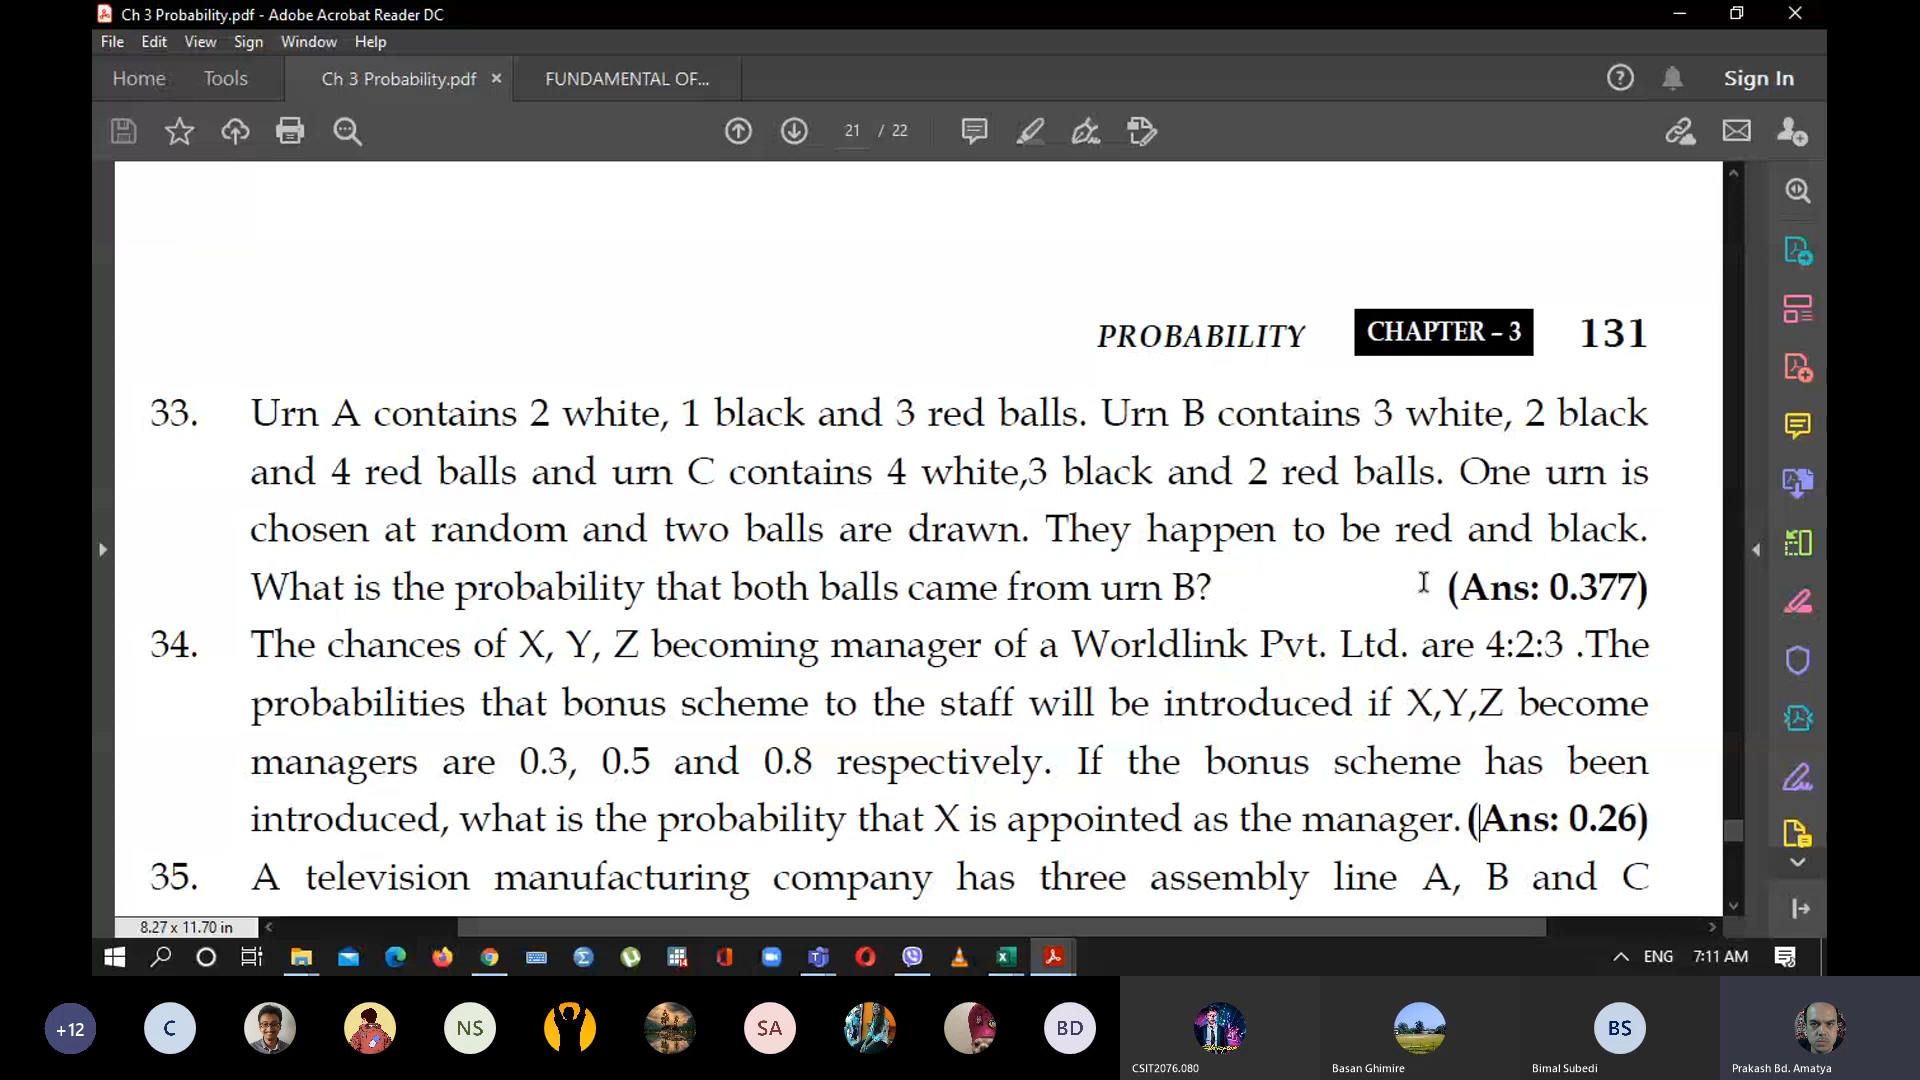 Ch 3 Probability.pdf - Adobe Acrobat Reader DC
File Edit View Sign Window Help
Home Tools Ch 3 Probability.pdf × FUNDAMENTAL OF... Sign In
21 / 22
PROBABILITY CHAPTER – 3 131
33. Urn A contains 2 white, 1 black and 3 red balls. Urn B contains 3 white, 2 black
and 4 red balls and urn C contains 4 white,3 black and 2 red balls. One urn is
chosen at random and two balls are drawn. They happen to be red and black.
What is the probability that both balls came from urn B? (Ans: 0.377)
34. The chances of X, Y, Z becoming manager of a Worldlink Pvt. Ltd. are 4:2:3 .The
probabilities that bonus scheme to the staff will be introduced if X,Y,Z become
managers are 0.3, 0.5 and 0.8 respectively. If the bonus scheme has been
introduced, what is the probability that X is appointed as the manager. (Ans: 0.26)
35. A television manufacturing company has three assembly line A, B and C
8.27 x 11.70 in
ENG 7:11 AM
+12 C NS SA BD BS
CSIT2076.080 Basan Ghimire Bimal Subedi Prakash Bd. Amatya